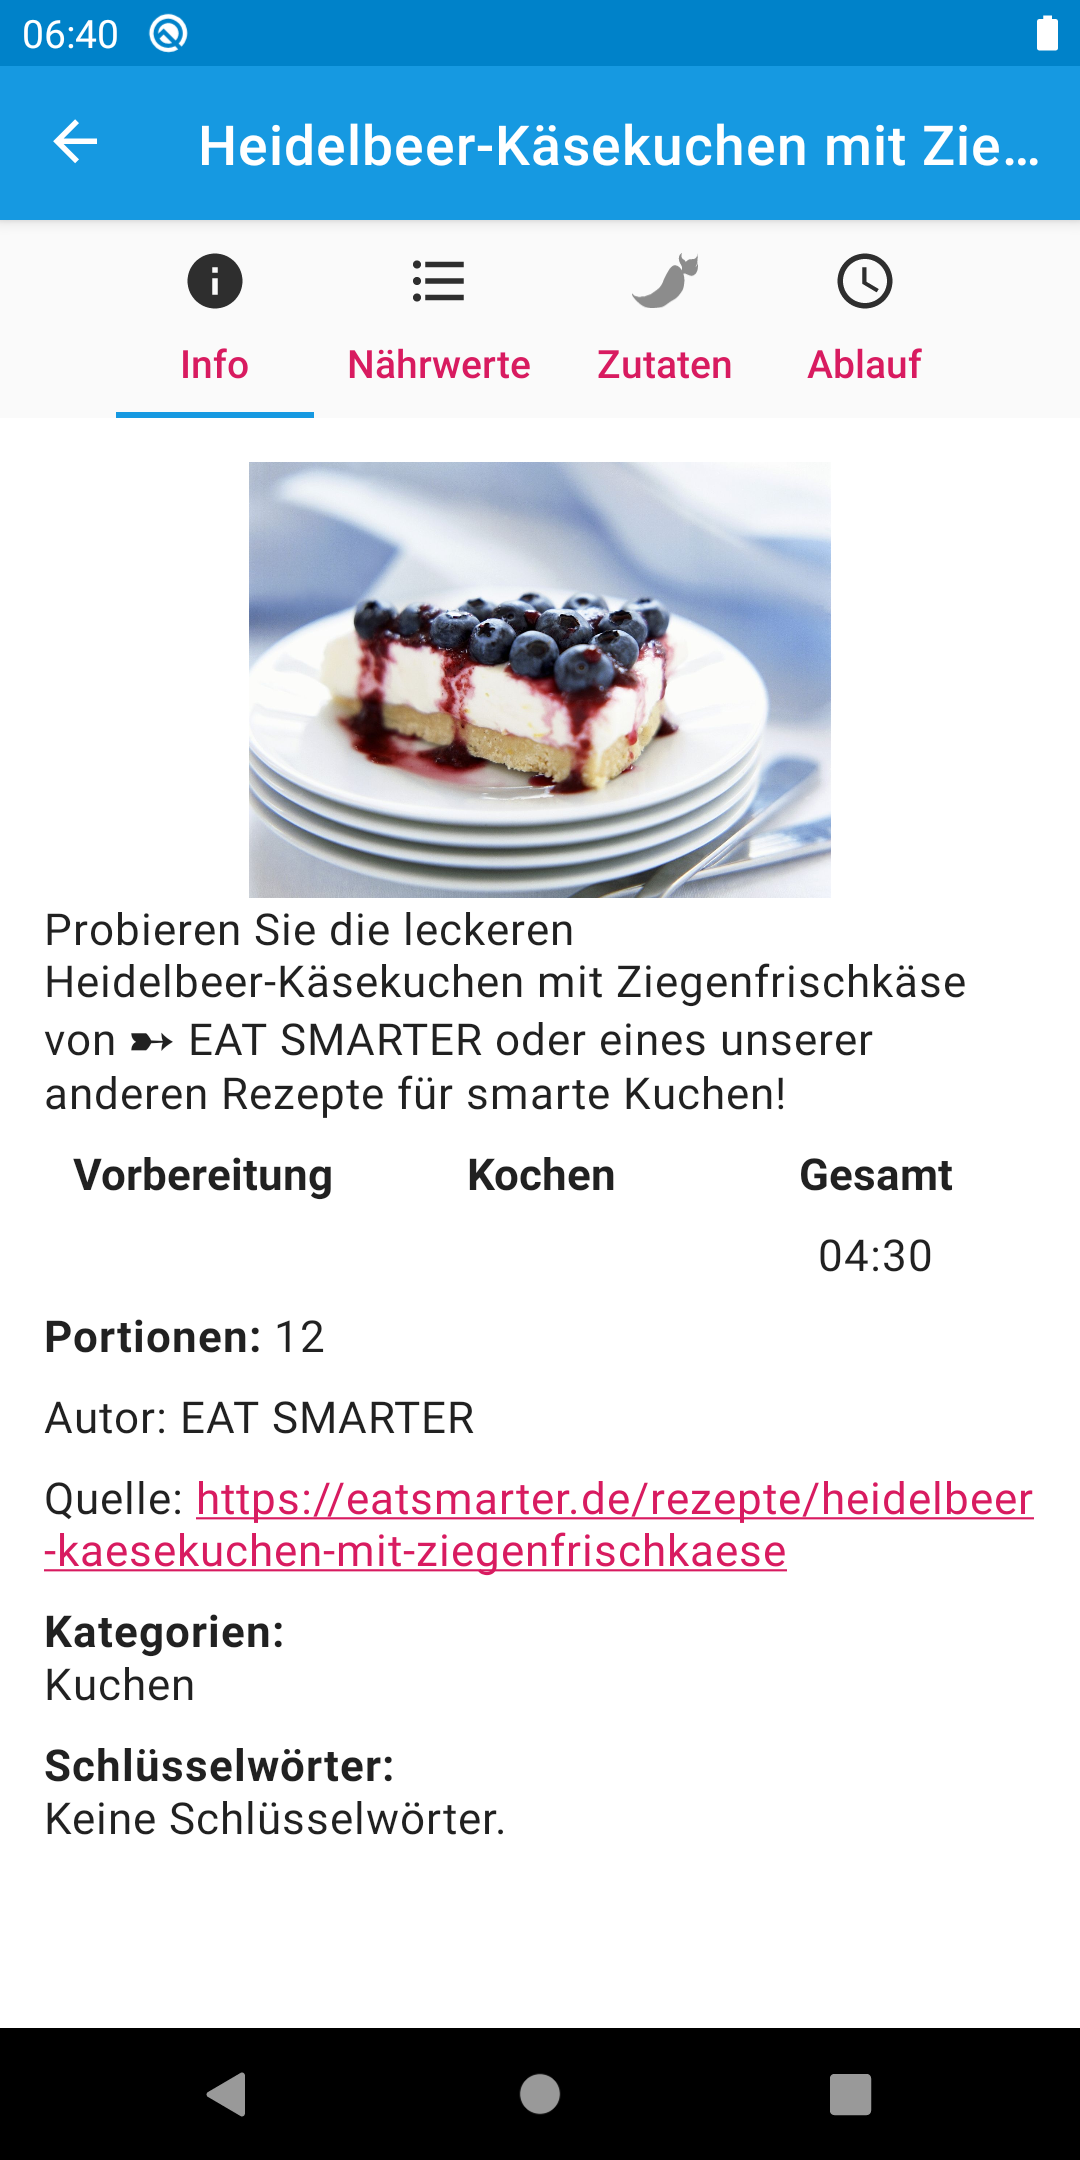 06:40
Heidelbeer-Käsekuchen mit Zie…
Info
Nährwerte
Zutaten
Ablauf
Probieren Sie die leckeren
Heidelbeer-Käsekuchen mit Ziegenfrischkäse
von ➽ EAT SMARTER oder eines unserer
anderen Rezepte für smarte Kuchen!
Vorbereitung Kochen Gesamt
04:30
Portionen: 12
Autor: EAT SMARTER
Quelle: https://eatsmarter.de/rezepte/heidelbeer
-kaesekuchen-mit-ziegenfrischkaese
Kategorien:
Kuchen
Schlüsselwörter:
Keine Schlüsselwörter.